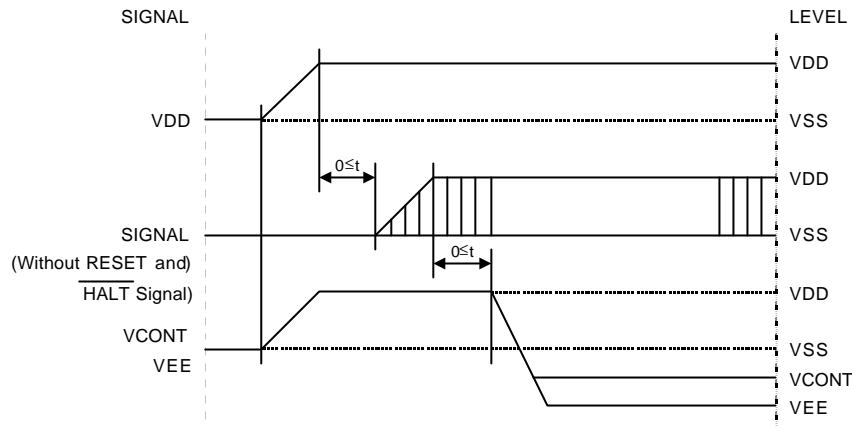 SIGNAL
LEVEL
VDD
VDD
VSS
0≤t
VDD
SIGNAL
VSS
(Without RESET and)
0≤t
HALT Signal)
VDD
VCONT
VSS
VEE
VCONT
VEE